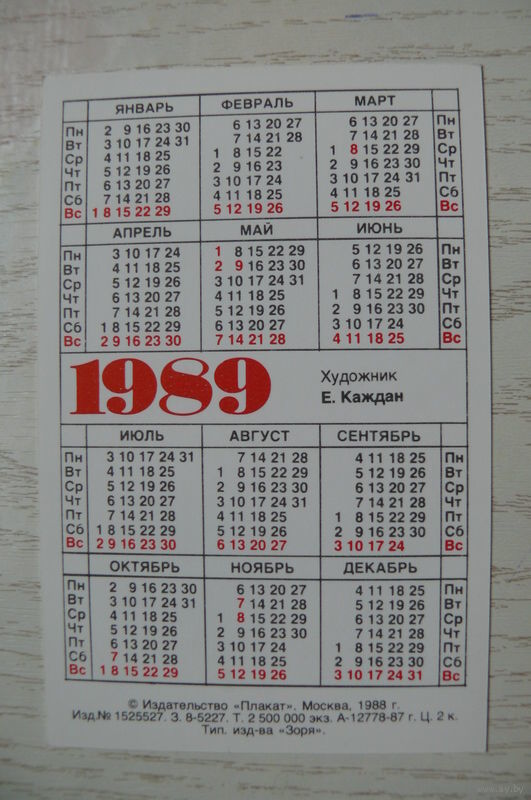 ЯНВАРЬ ФЕВРАЛЬ МАРТ
Пн 2 9 16 23 30 6 13 20 27 6 13 20 27 Пн
Вт 3 10 17 24 31 7 14 21 28 7 14 21 28 Вт
Ср 4 11 18 25 1 8 15 22 1 8 15 22 29 Ср
Чт 5 12 19 26 2 9 16 23 2 9 16 23 30 Чт
Пт 6 13 20 27 3 10 17 24 3 10 17 24 31 Пт
Сб 7 14 21 28 4 11 18 25 4 11 18 25 Сб
Вс 1 8 15 22 29 5 12 19 26 5 12 19 26 Вс
АПРЕЛЬ МАЙ ИЮНЬ
Пн 3 10 17 24 1 8 15 22 29 5 12 19 26 Пн
Вт 4 11 18 25 2 9 16 23 30 6 13 20 27 Вт
Ср 5 12 19 26 3 10 17 24 31 7 14 21 28 Ср
Чт 6 13 20 27 4 11 18 25 1 8 15 22 29 Чт
Пт 7 14 21 28 5 12 19 26 2 9 16 23 30 Пт
Сб 1 8 15 22 29 6 13 20 27 3 10 17 24 Сб
Вс 2 9 16 23 30 7 14 21 28 4 11 18 25 Вс
1989
Художник
Е. Каждан
ИЮЛЬ АВГУСТ СЕНТЯБРЬ
Пн 3 10 17 24 31 7 14 21 28 4 11 18 25 Пн
Вт 4 11 18 25 1 8 15 22 29 5 12 19 26 Вт
Ср 5 12 19 26 2 9 16 23 30 6 13 20 27 Ср
Чт 6 13 20 27 3 10 17 24 31 7 14 21 28 Чт
Пт 7 14 21 28 4 11 18 25 1 8 15 22 29 Пт
Сб 1 8 15 22 29 5 12 19 26 2 9 16 23 30 Сб
Вс 2 9 16 23 30 6 13 20 27 3 10 17 24 Вс
ОКТЯБРЬ НОЯБРЬ ДЕКАБРЬ
Пн 2 9 16 23 30 6 13 20 27 4 11 18 25 Пн
Вт 3 10 17 24 31 7 14 21 28 5 12 19 26 Вт
Ср 4 11 18 25 1 8 15 22 29 6 13 20 27 Ср
Чт 5 12 19 26 2 9 16 23 30 7 14 21 28 Чт
Пт 6 13 20 27 3 10 17 24 1 8 15 22 29 Пт
Сб 7 14 21 28 4 11 18 25 2 9 16 23 30 Сб
Вс 1 8 15 22 29 5 12 19 26 3 10 17 24 31 Вс
© Издательство «Плакат». Москва, 1988 г.
Изд.№ 1525527. З. 8-5227. Т. 2 500 000 экз. А-12778-87 г. Ц. 2 к.
Тип. изд-ва «Зоря».
www.ay.by